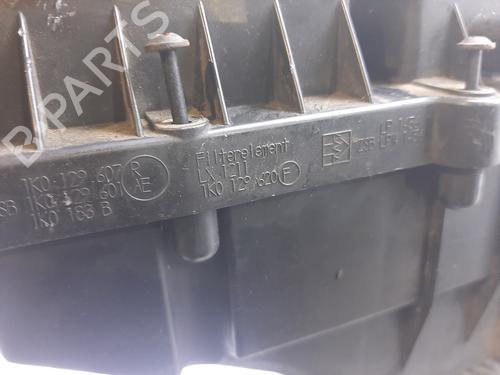 1K0 129 607 R
1K0 129 601 AE
1K0 183 B
Filterelement
LX 1211
1K0 129 620 F
B-PARTS